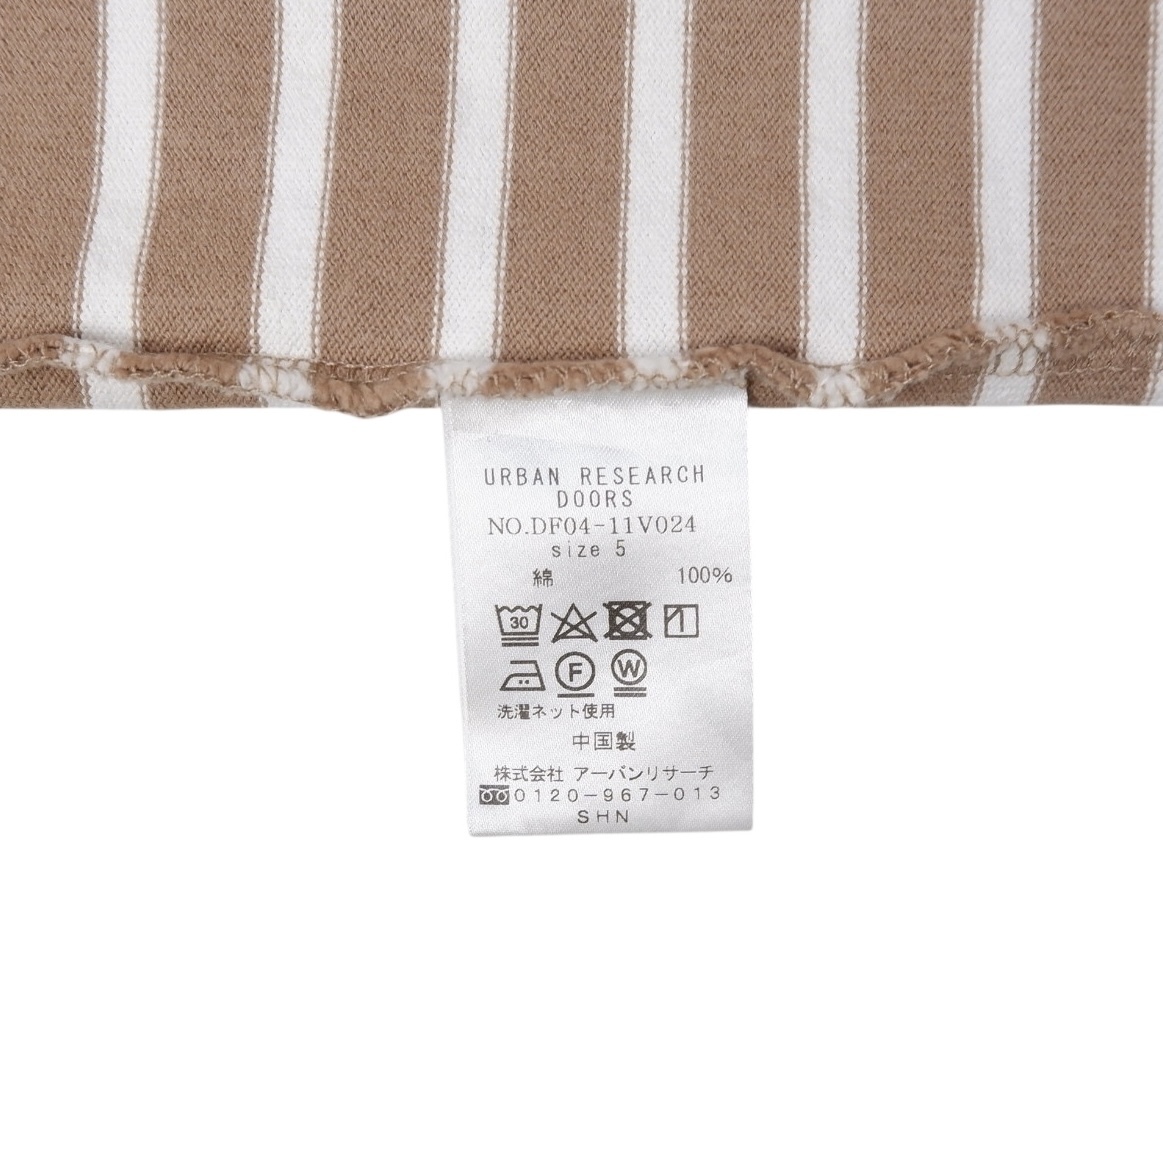 URBAN RESEARCH
DOORS
NO.DF04-11V024
size 5
綿 100%
30
F W
洗濯ネット使用
中国製
株式会社 アーバンリサーチ
0120-967-013
SHN